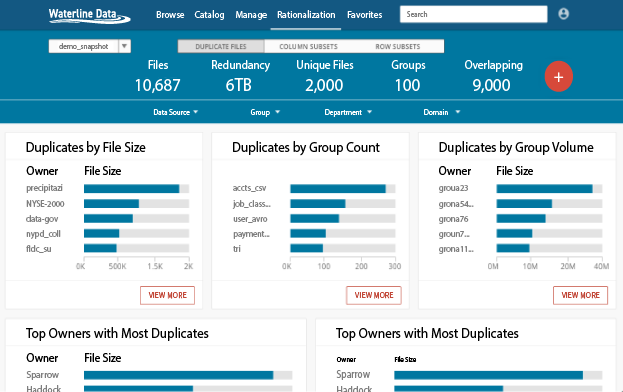 Waterline Data Browse Catalog Manage Rationalization Favorites Search
demo_snapshot DUPLICATE FILES COLUMN SUBSETS ROW SUBSETS
Files Redundancy Unique Files Groups Overlapping
10,687 6TB 2,000 100 9,000 +
Data Source Group Department Domain
Duplicates by File Size
Owner File Size
precipitazi
NYSE-2000
data-gov
nypd_coll
fldc_su
0K 500K 1.5K 2K
VIEW MORE
Duplicates by Group Count
accts_csv
job_class...
user_avro
payment...
tri
0K 100 200 300
VIEW MORE
Duplicates by Group Volume
Owner File Size
groua23
grona54...
grona76
groun7...
grona11...
0M 10M 20M 40M
VIEW MORE
Top Owners with Most Duplicates
Owner File Size
Sparrow
Haddock
Top Owners with Most Duplicates
Owner File Size
Sparrow
Haddock